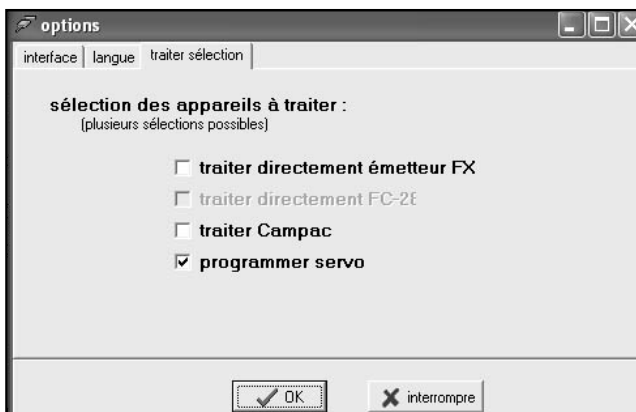 options
interface langue traiter sélection
sélection des appareils à traiter :
(plusieurs sélections possibles)
traiter directement émetteur FX
traiter directement FC-28
traiter Campac
programmer servo
OK interrompre